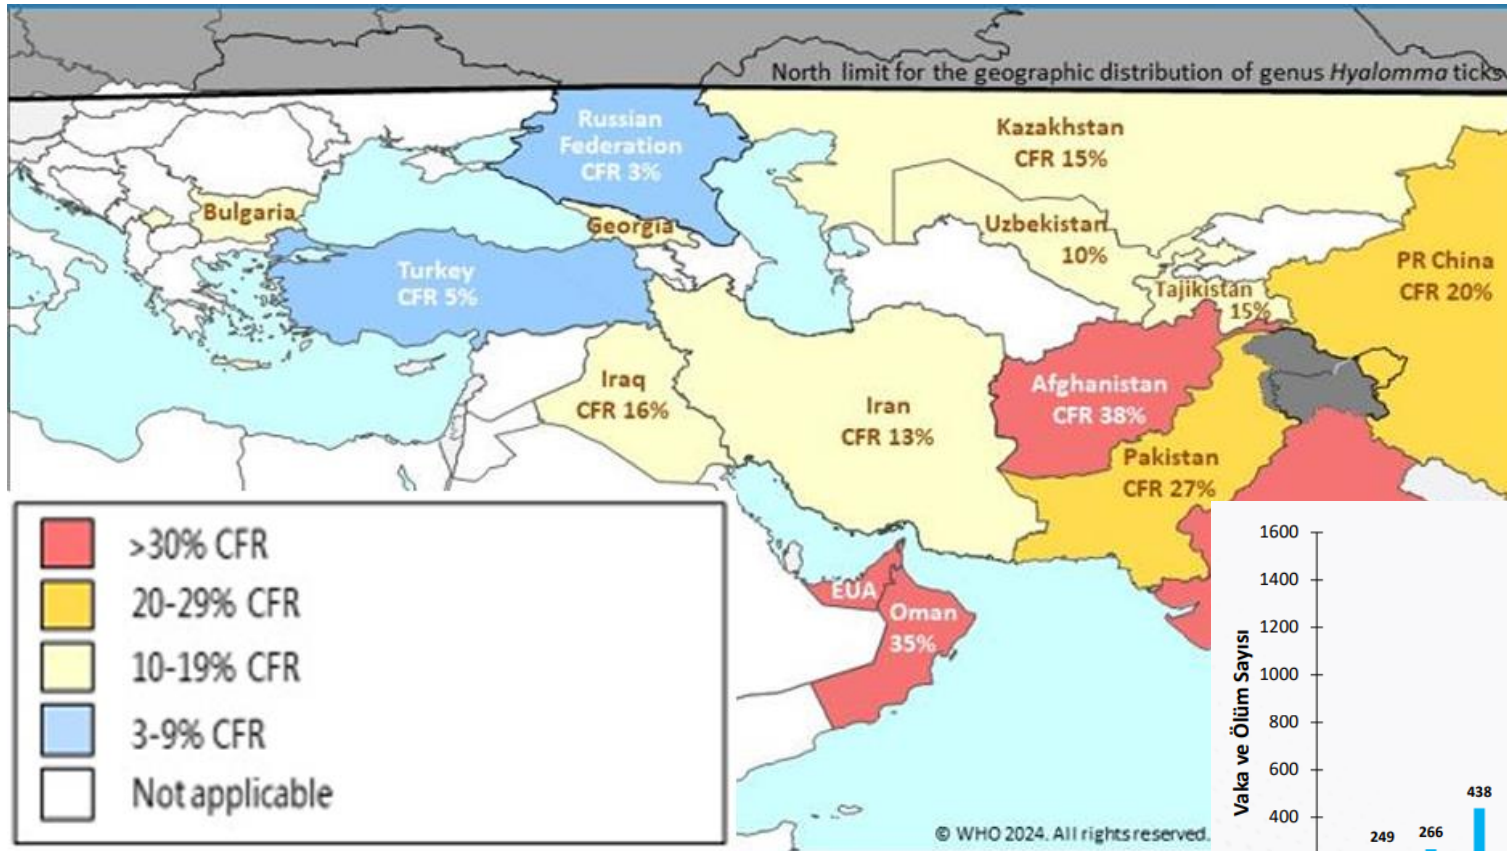 North limit for the geographic distribution of genus Hyalomma ticks
Russian
Federation
CFR 3%
Kazakhstan
CFR 15%
Bulgaria
Georgia
Uzbekistan
10%
Turkey
CFR 5%
PR China
CFR 20%
Tajikistan
15%
Iraq
CFR 16%
Iran
CFR 13%
Afghanistan
CFR 38%
Pakistan
CFR 27%
EUA
Oman
35%
>30% CFR
20-29% CFR
10-19% CFR
3-9% CFR
Not applicable
© WHO 2024. All rights reserved.
Vaka ve Ölüm Sayısı
1600
1400
1200
1000
800
600
400
249
266
438